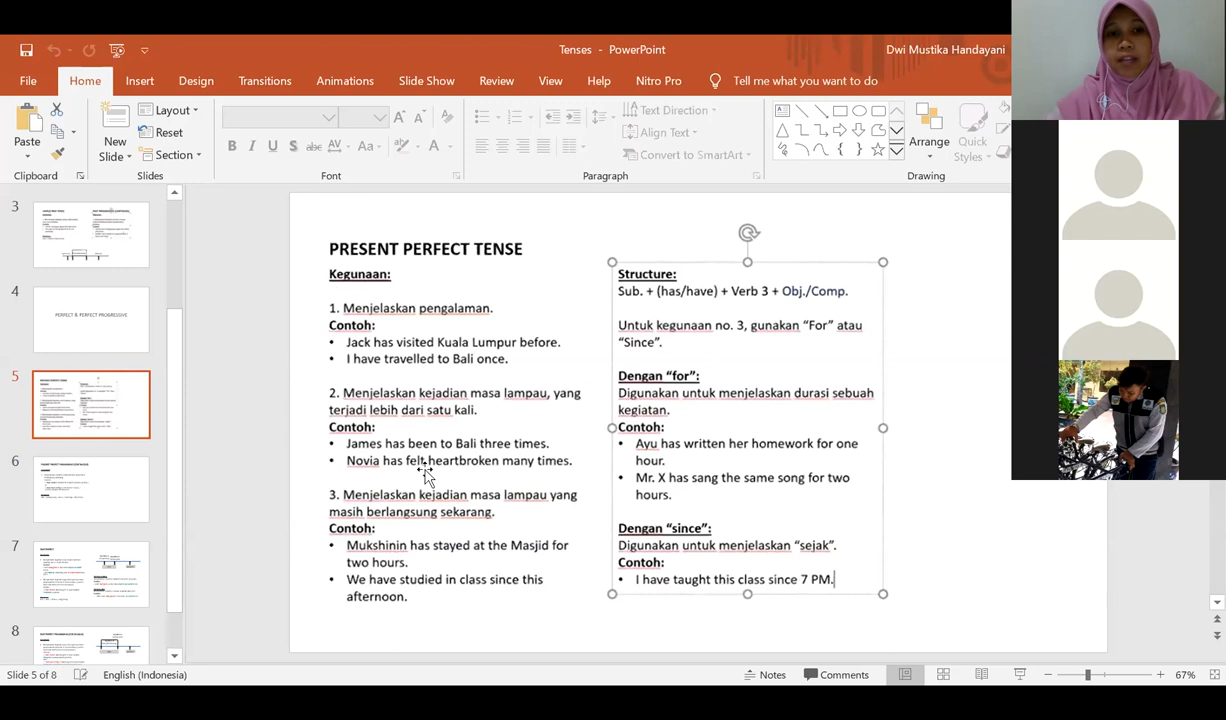 Tenses - PowerPoint
Dwi Mustika Handayani
File Home Insert Design Transitions Animations Slide Show Review View Help Nitro Pro Tell me what you want to do
Paste
Clipboard
New
Slide
Layout
Reset
Section
Slides
B I U S abc AV Aa A
Font
Text Direction
Align Text
Convert to SmartArt
Paragraph
Arrange
Quick
Styles
Drawing
3
4
PERFECT & PERFECT PROGRESSIVE
5
6
7
8
PRESENT PERFECT TENSE
Kegunaan:
1. Menjelaskan pengalaman.
Contoh:
• Jack has visited Kuala Lumpur before.
• I have travelled to Bali once.
2. Menjelaskan kejadian masa lampau, yang
terjadi lebih dari satu kali.
Contoh:
• James has been to Bali three times.
• Novia has felt heartbroken many times.
3. Menjelaskan kejadian masa lampau yang
masih berlangsung sekarang.
Contoh:
• Mukshinin has stayed at the Masjid for
two hours.
• We have studied in class since this
afternoon.
Structure:
Sub. + (has/have) + Verb 3 + Obj./Comp.
Untuk kegunaan no. 3, gunakan “For” atau
“Since”.
Dengan “for”:
Digunakan untuk menjelaskan durasi sebuah
kegiatan.
Contoh:
• Ayu has written her homework for one
hour.
• Mr. X has sang the same song for two
hours.
Dengan “since”:
Digunakan untuk menjelaskan “sejak”.
Contoh:
• I have taught this class since 7 PM.
Slide 5 of 8 English (Indonesia) Notes Comments 67%